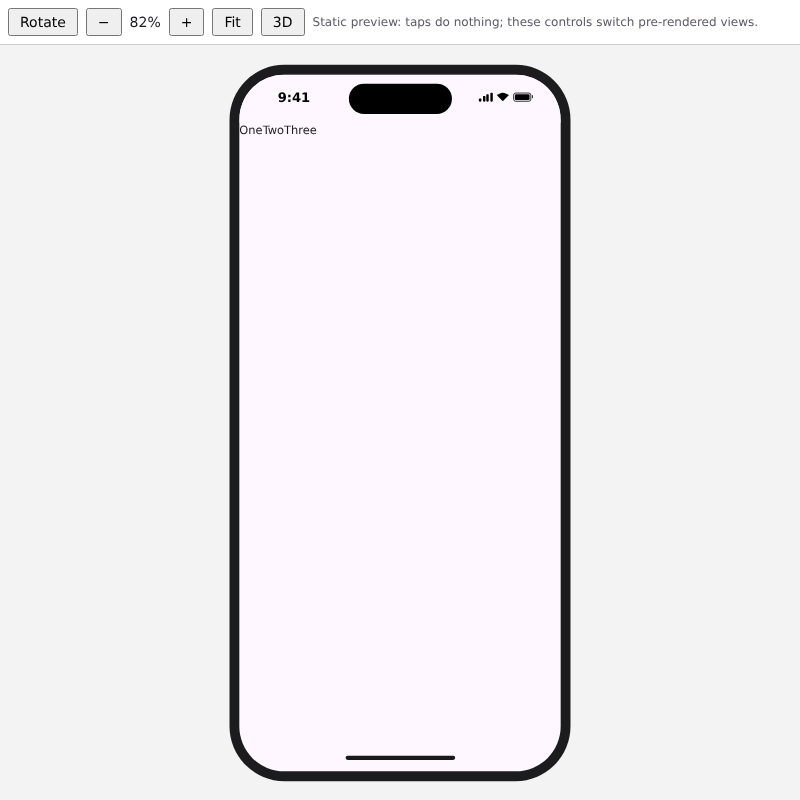 Rotate − 82% + Fit 3D Static preview: taps do nothing; these controls switch pre-rendered views.
9:41
OneTwoThree